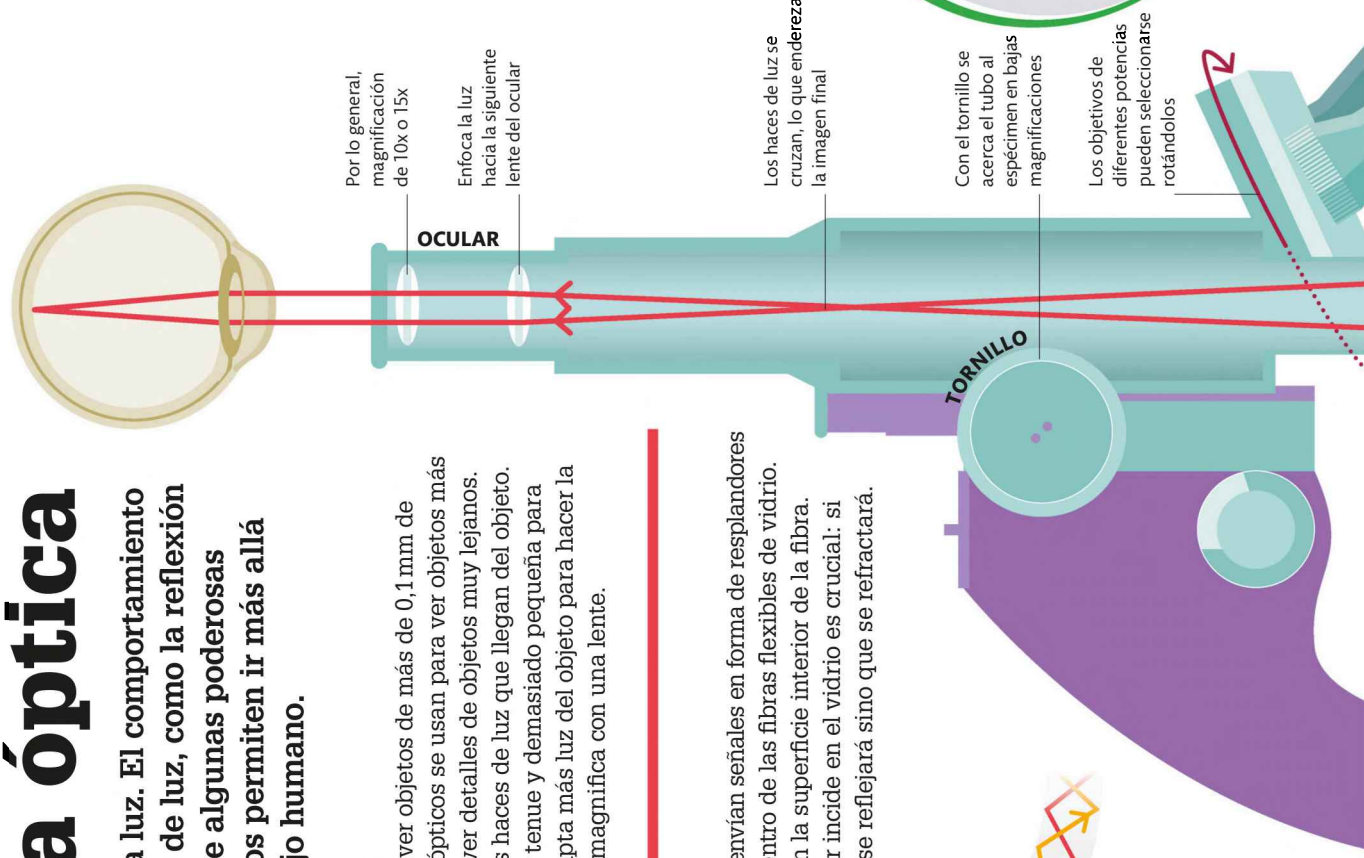 a óptica
a luz. El comportamiento
de luz, como la reflexión
e algunas poderosas
os permiten ir más allá
jo humano.
ver objetos de más de 0,1 mm de
ópticos se usan para ver objetos más
ver detalles de objetos muy lejanos.
s haces de luz que llegan del objeto.
tenue y demasiado pequeña para
pta más luz del objeto para hacer la
magnifica con una lente.
envían señales en forma de resplandores
ntro de las fibras flexibles de vidrio.
n la superficie interior de la fibra.
r incide en el vidrio es crucial: si
se reflejará sino que se refractará.
OCULAR
Por lo general,
magnificación
de 10x o 15x
Enfoca la luz
hacia la siguiente
lente del ocular
Los haces de luz se
cruzan, lo que endereza
la imagen final
TORNILLO
Con el tornillo se
acerca el tubo al
espécimen en bajas
magnificaciones
Los objetivos de
diferentes potencias
pueden seleccionarse
rotándolos